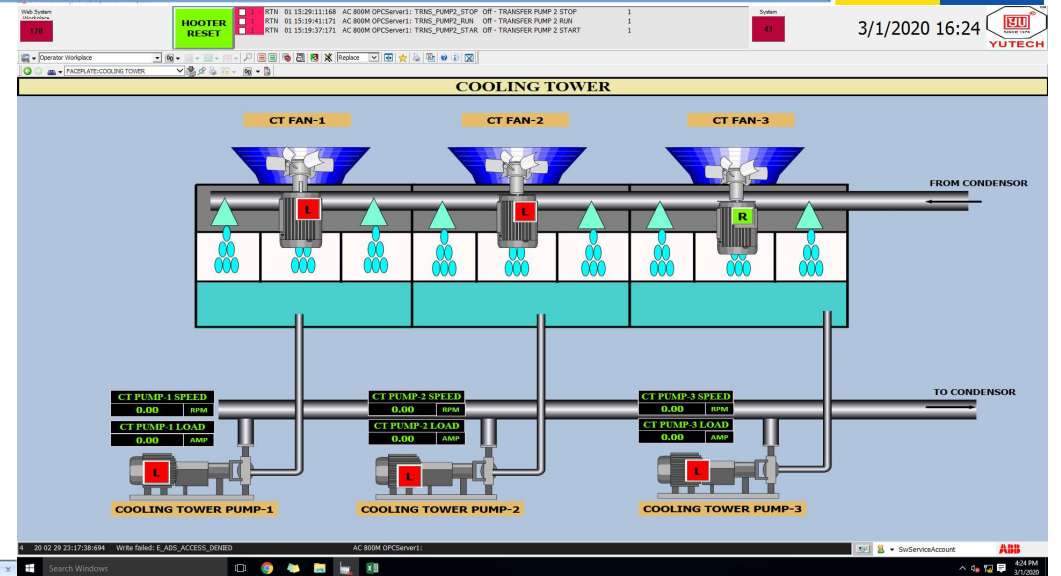 Web System
Workplace
178
HOOTER
RESET
1 RTN 01 15:29:11:168 AC 800M OPCServer1: TRNS_PUMP2_STOP Off - TRANSFER PUMP 2 STOP 1
1 RTN 01 15:29:41:171 AC 800M OPCServer1: TRNS_PUMP2_RUN Off - TRANSFER PUMP 2 RUN 1
1 RTN 01 15:19:37:171 AC 800M OPCServer1: TRNS_PUMP2_STAR Off - TRANSFER PUMP 2 START 1
System
43
3/1/2020 16:24
YU
SINCE 1976
YUTECH
Operator Workplace
Replace
FACEPLATE:COOLING TOWER
COOLING TOWER
CT FAN-1
CT FAN-2
CT FAN-3
FROM CONDENSOR
L
L
R
TO CONDENSOR
CT PUMP-1 SPEED
0.00 RPM
CT PUMP-1 LOAD
0.00 AMP
CT PUMP-2 SPEED
0.00 RPM
CT PUMP-2 LOAD
0.00 AMP
CT PUMP-3 SPEED
0.00 RPM
CT PUMP-3 LOAD
0.00 AMP
L
L
L
COOLING TOWER PUMP-1
COOLING TOWER PUMP-2
COOLING TOWER PUMP-3
4 20 02 29 23:17:38:694 Write failed: E_ADS_ACCESS_DENIED AC 800M OPCServer1:
SwServiceAccount
ABB
Search Windows
4:24 PM
3/1/2020